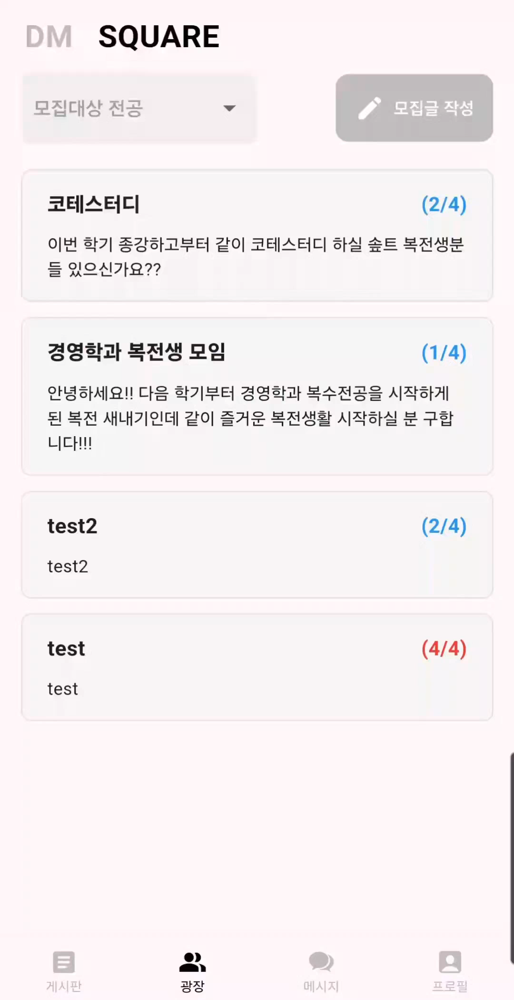 DM SQUARE
모집대상 전공
모집글 작성
코테스터디 (2/4)
이번 학기 종강하고부터 같이 코테스터디 하실 솦트 복전생분
들 있으신가요??
경영학과 복전생 모임 (1/4)
안녕하세요!! 다음 학기부터 경영학과 복수전공을 시작하게
된 복전 새내기인데 같이 즐거운 복전생활 시작하실 분 구합
니다!!!
test2 (2/4)
test2
test (4/4)
test
게시판 광장 메시지 프로필